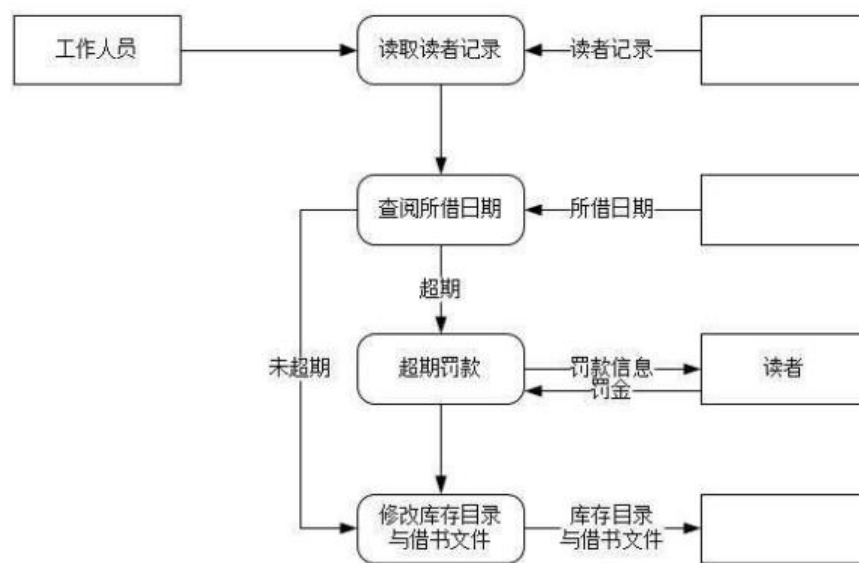 工作人员
读取读者记录
读者记录
查阅所借日期
所借日期
超期
未超期
超期罚款
罚款信息
罚金
读者
修改库存目录
与借书文件
库存目录
与借书文件